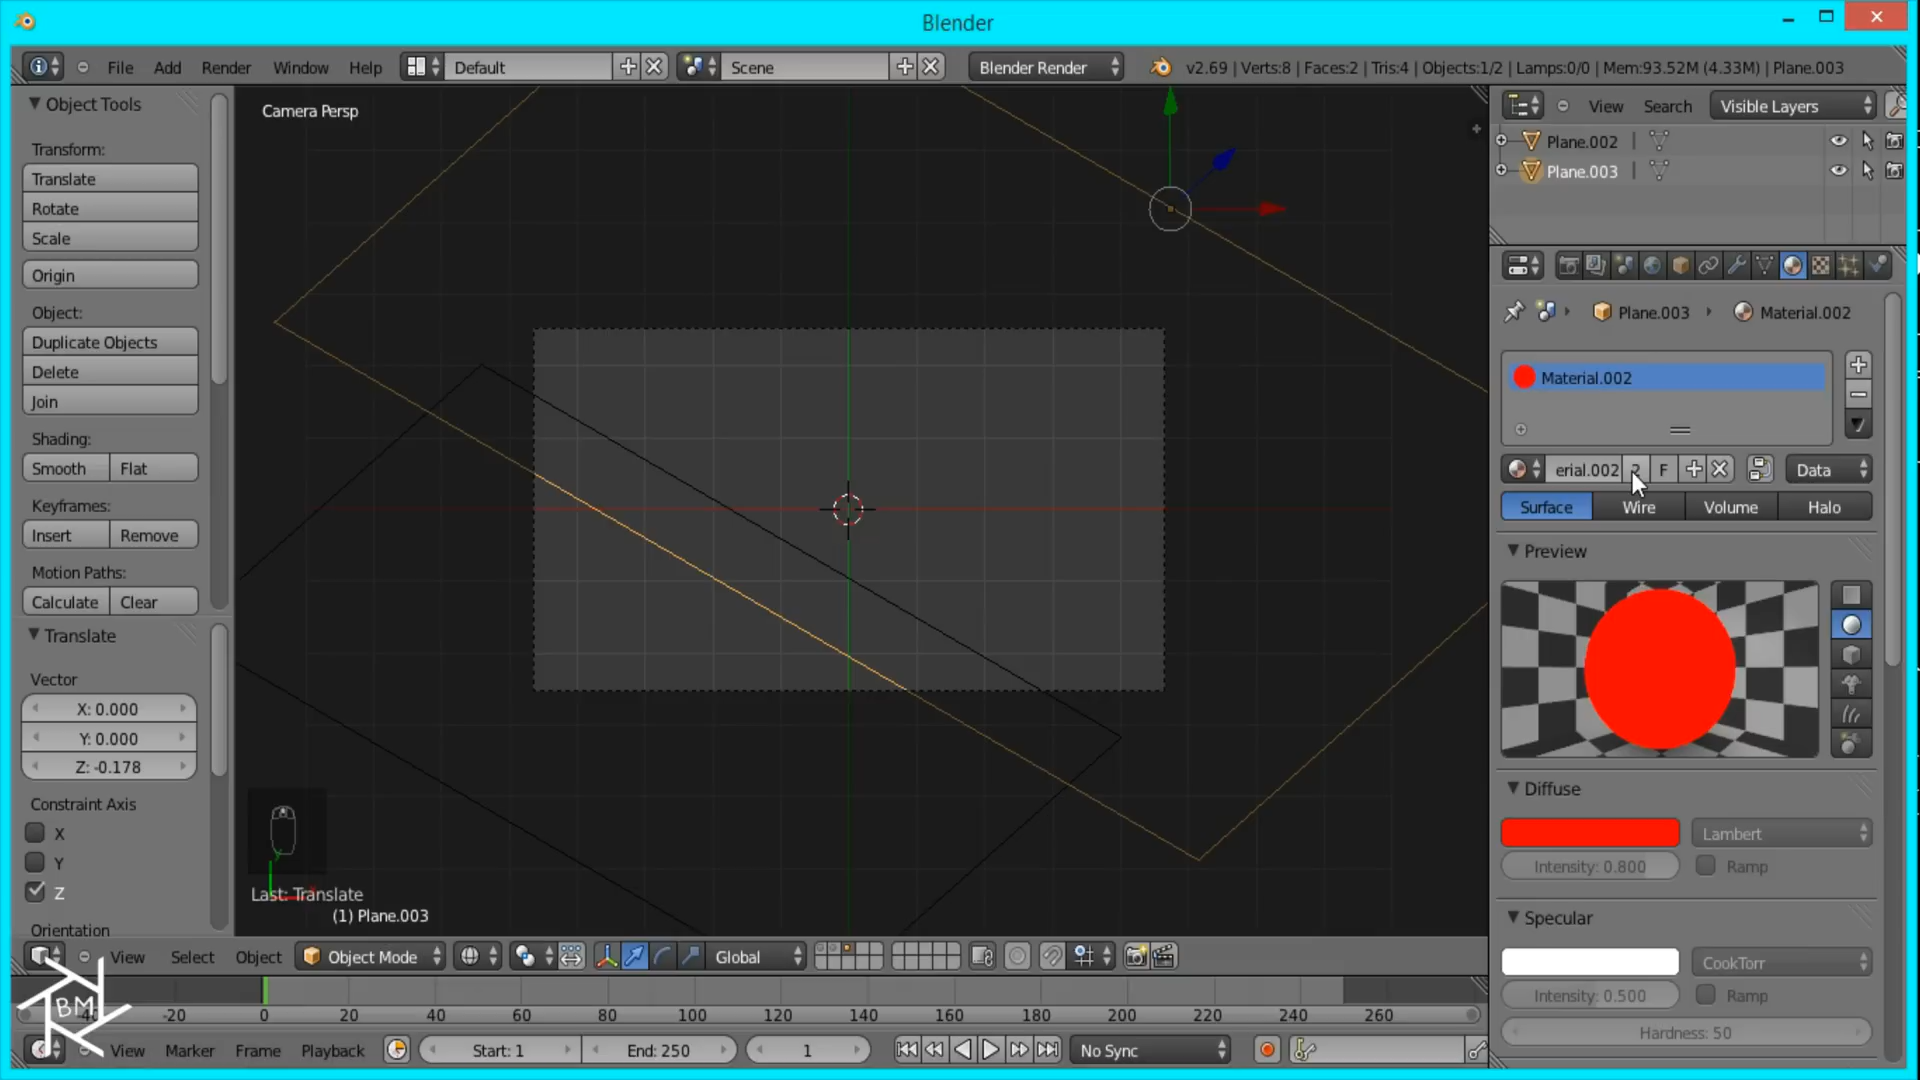 Blender
File Add Render Window Help Default Scene Blender Render v2.69 | Verts:8 | Faces:2 | Tris:4 | Objects:1/2 | Lamps:0/0 | Mem:93.52M (4.33M) | Plane.003
Object Tools
Transform:
Translate
Rotate
Scale
Origin
Object:
Duplicate Objects
Delete
Join
Shading:
Smooth Flat
Keyframes:
Insert Remove
Motion Paths:
Calculate Clear
Translate
Vector
X: 0.000
Y: 0.000
Z: -0.178
Constraint Axis
X
Y
Z
Orientation
Camera Persp
Last: Translate
(1) Plane.003
View Search Visible Layers
Plane.002
Plane.003
Plane.003 Material.002
Material.002
erial.002 F Data
Surface Wire Volume Halo
Preview
Diffuse
Lambert
Intensity: 0.800 Ramp
Specular
CookTorr
Intensity: 0.500 Ramp
Hardness: 50
View Select Object Object Mode Global
BM
-20 0 20 40 60 80 100 120 140 160 180 200 220 240 260
View Marker Frame Playback Start: 1 End: 250 1 No Sync